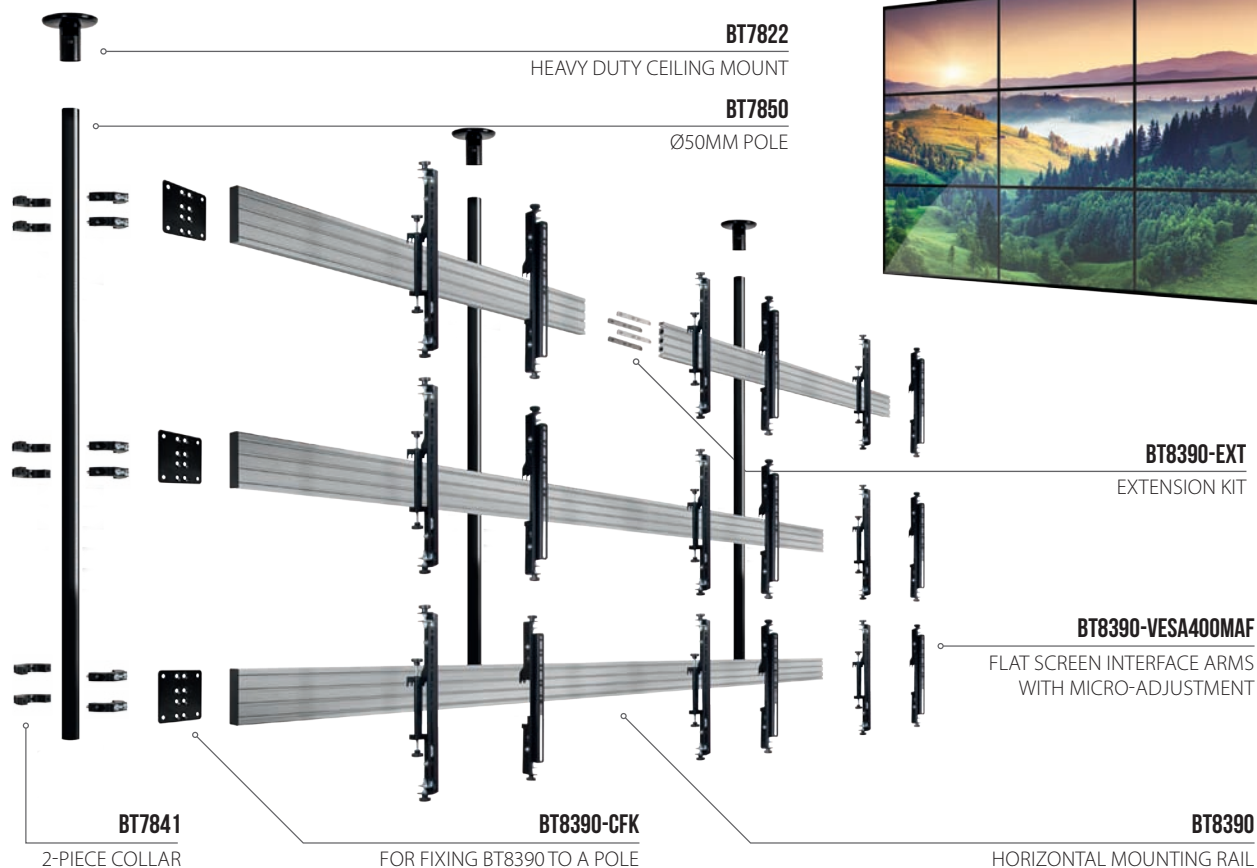 BT7822
HEAVY DUTY CEILING MOUNT
BT7850
Ø50MM POLE
BT8390-EXT
EXTENSION KIT
BT8390-VESA400MAF
FLAT SCREEN INTERFACE ARMS
WITH MICRO-ADJUSTMENT
BT7841
2-PIECE COLLAR
BT8390-CFK
FOR FIXING BT8390 TO A POLE
BT8390
HORIZONTAL MOUNTING RAIL